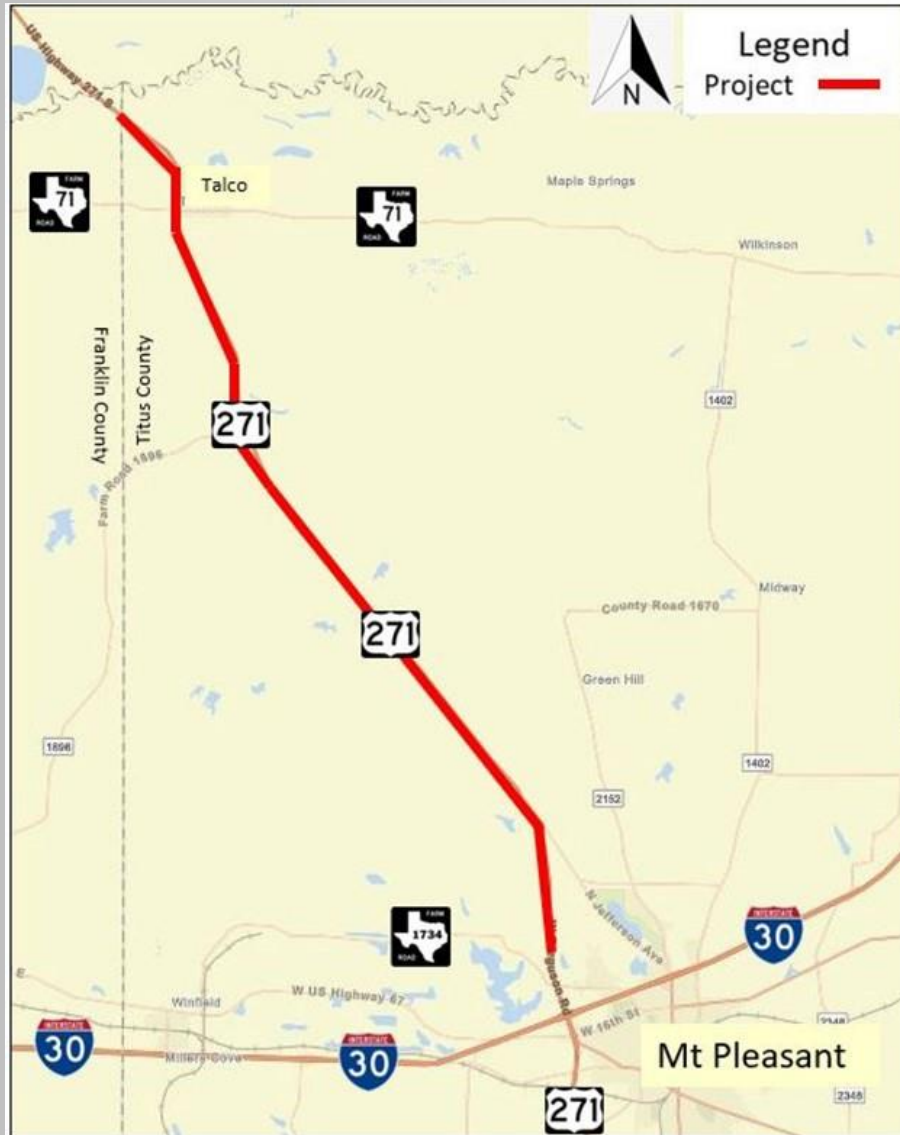 US Highway 271 S
Legend
Project
N
Talco
FARM
71
ROAD
FARM
71
ROAD
Maple Springs
Wilkinson
Franklin County
Titus County
1402
271
Farm Road 1896
Midway
County Road 1670
271
Green Hill
1896
1402
2152
N Jefferson Ave
FARM
1734
ROAD
INTERSTATE
30
guson Rd
E
Winfield
W US Highway 67
W 16th St
2348
INTERSTATE
30
Millers Cove
INTERSTATE
30
Mt Pleasant
271
2348